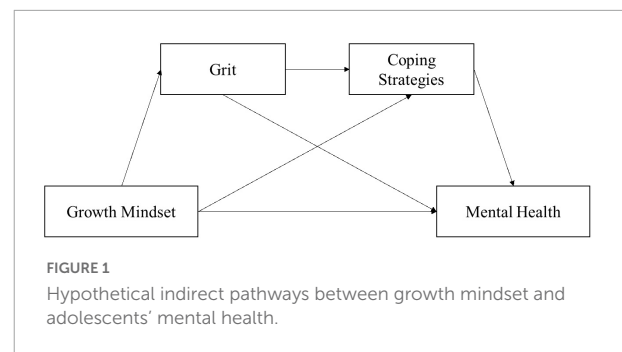 Grit
Coping
Strategies
Growth Mindset
Mental Health
FIGURE 1
Hypothetical indirect pathways between growth mindset and
adolescents’ mental health.